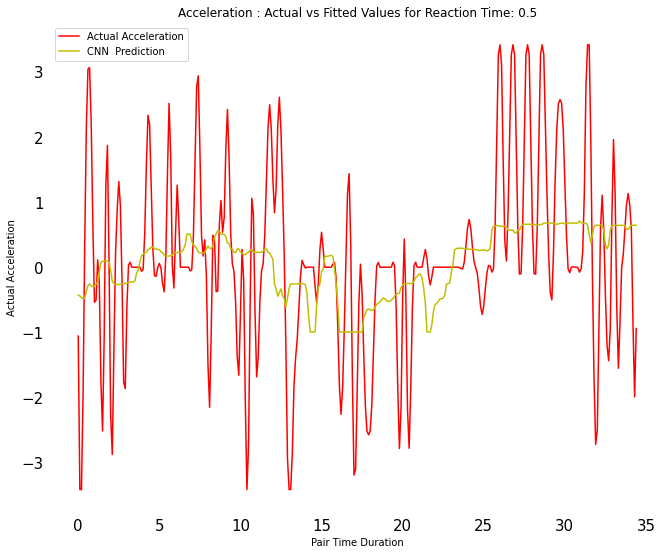 Acceleration : Actual vs Fitted Values for Reaction Time: 0.5
Actual Acceleration
CNN Prediction
3
2
1
0
−1
−2
−3
Actual Acceleration
0 5 10 15 20 25 30 35
Pair Time Duration